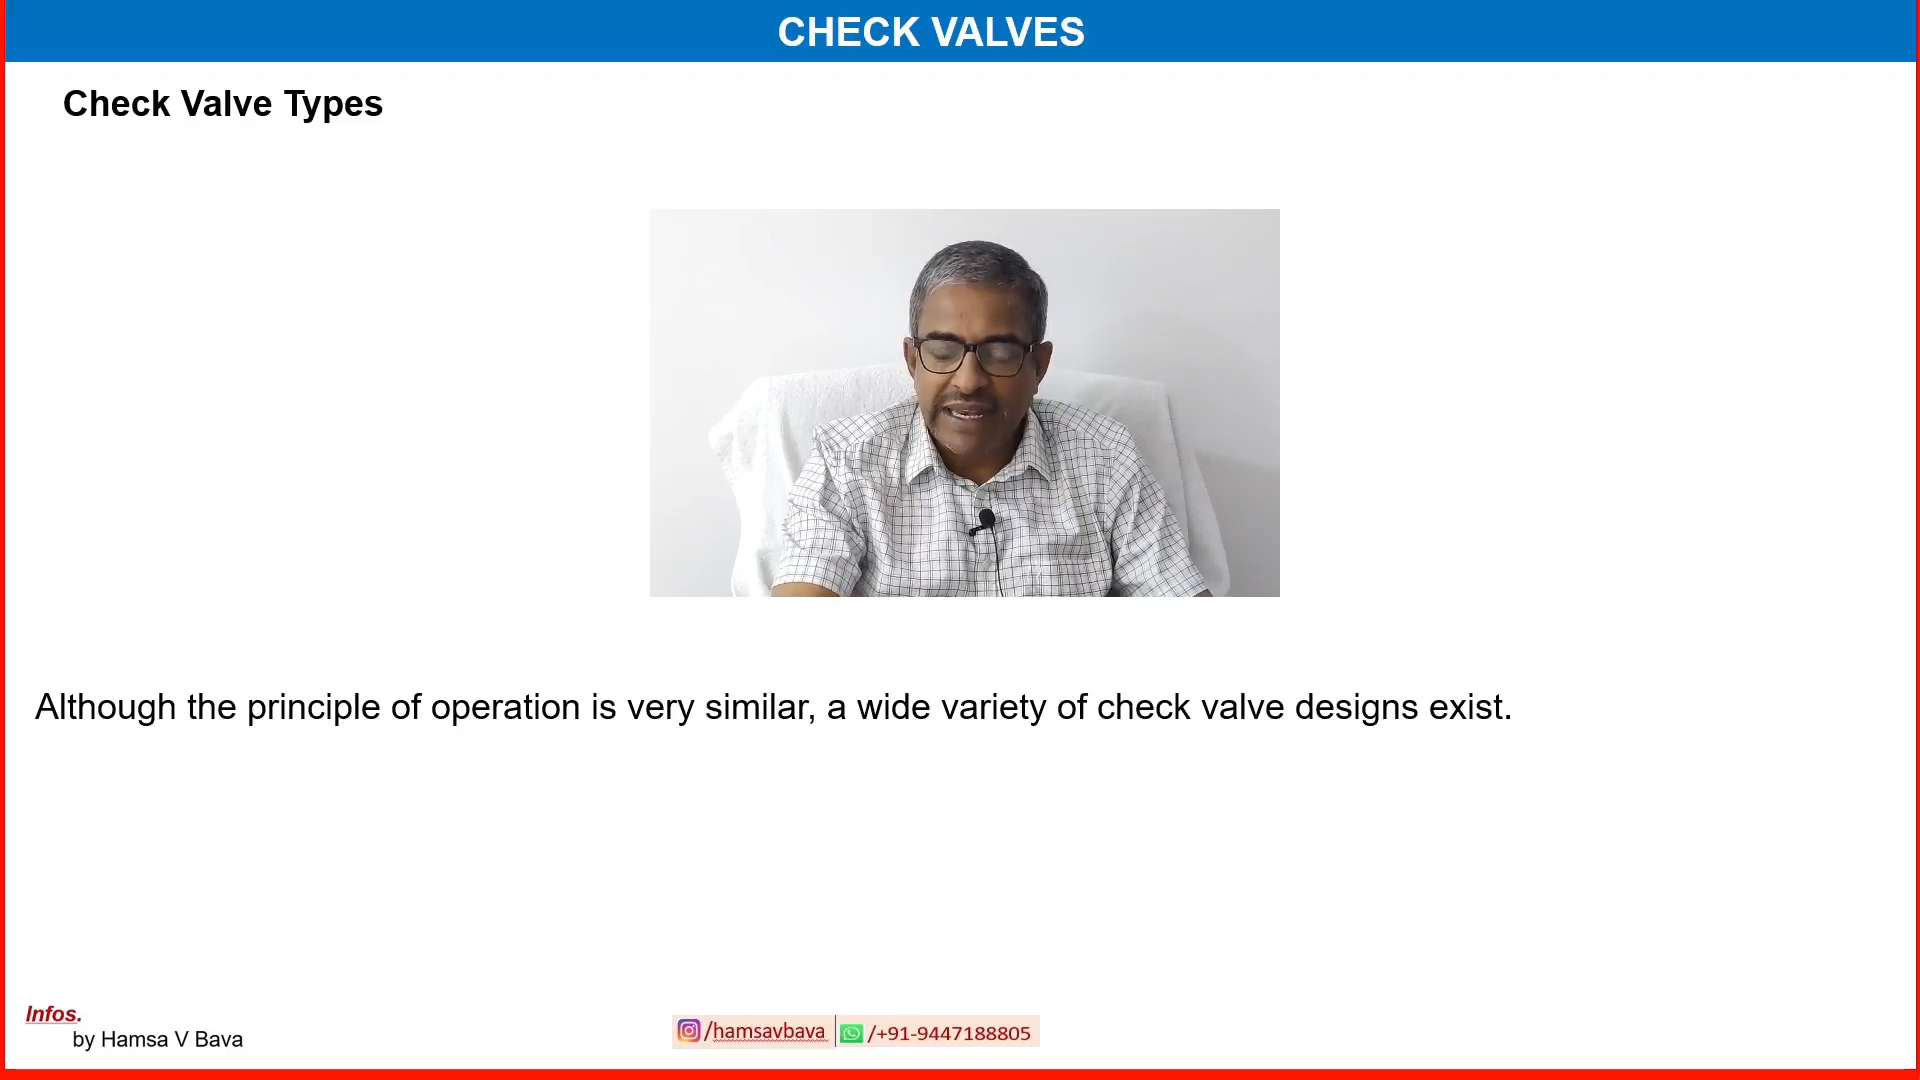 CHECK VALVES
Check Valve Types
Although the principle of operation is very similar, a wide variety of check valve designs exist.
Infos.
by Hamsa V Bava
/hamsavbava /+91-9447188805